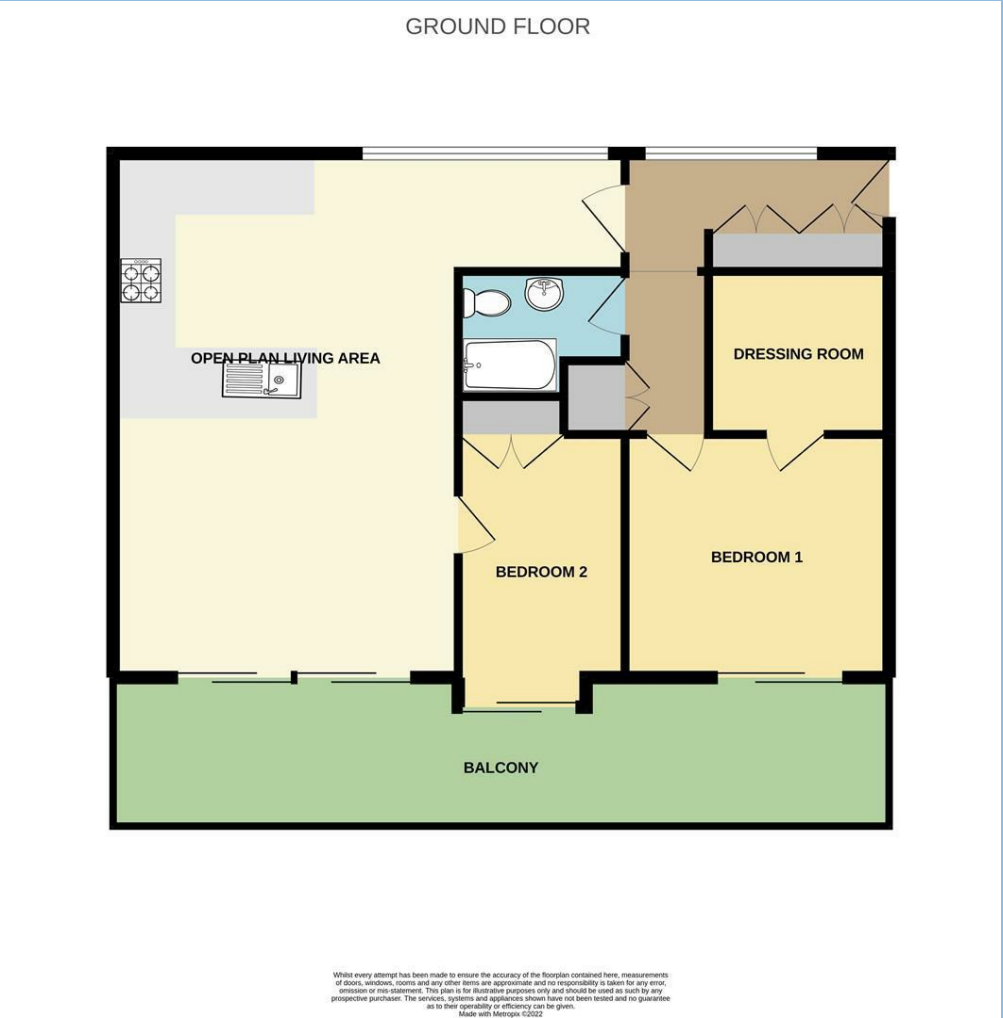 GROUND FLOOR
OPEN PLAN LIVING AREA
DRESSING ROOM
BEDROOM 1
BEDROOM 2
BALCONY
Whilst every attempt has been made to ensure the accuracy of the floorplan contained here, measurements
of doors, windows, rooms and any other items are approximate and no responsibility is taken for any error,
omission or mis-statement. This plan is for illustrative purposes only and should be used as such by any
prospective purchaser. The services, systems and appliances shown have not been tested and no guarantee
as to their operability or efficiency can be given.
Made with Metropix ©2022